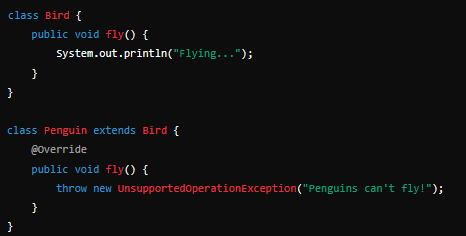 class Bird {
    public void fly() {
        System.out.println("Flying...");
    }
}

class Penguin extends Bird {
    @Override
    public void fly() {
        throw new UnsupportedOperationException("Penguins can't fly!");
    }
}